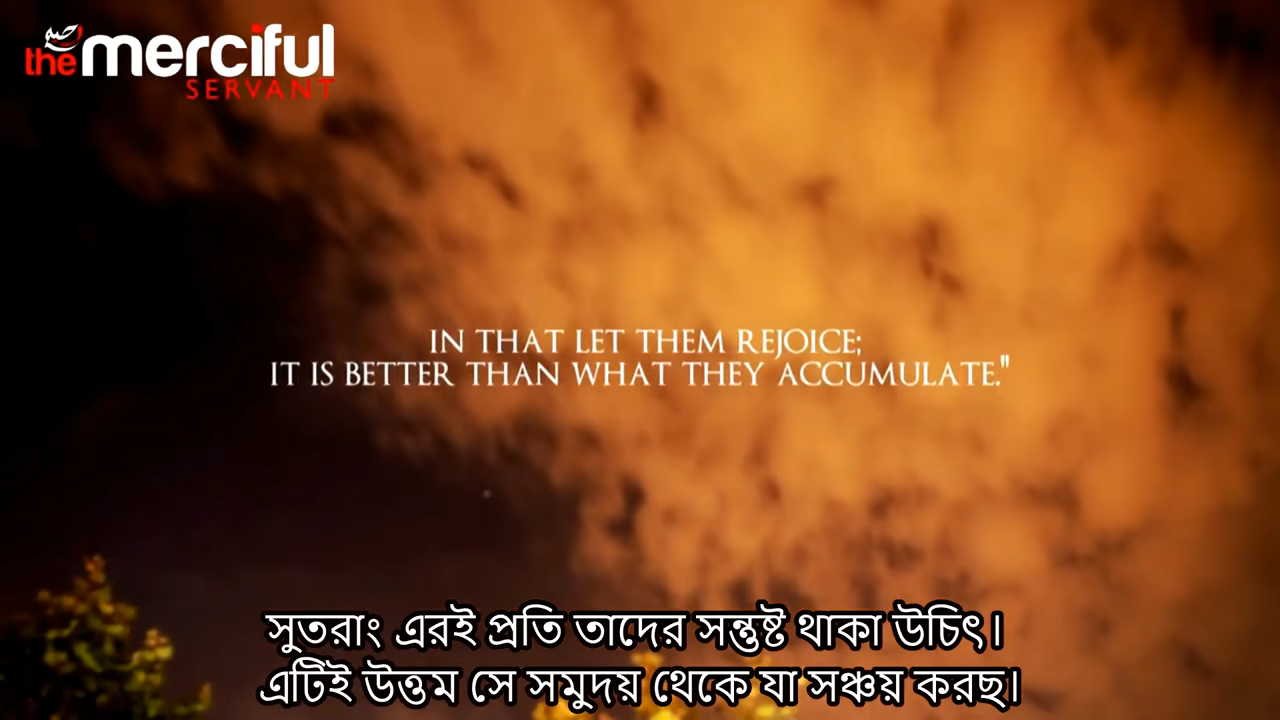 the merciful
SERVANT
IN THAT LET THEM REJOICE;
IT IS BETTER THAN WHAT THEY ACCUMULATE."
সুতরাং এরই প্রতি তাদের সন্তুষ্ট থাকা উচিৎ।
এটিই উত্তম সে সমুদয় থেকে যা সঞ্চয় করছ।